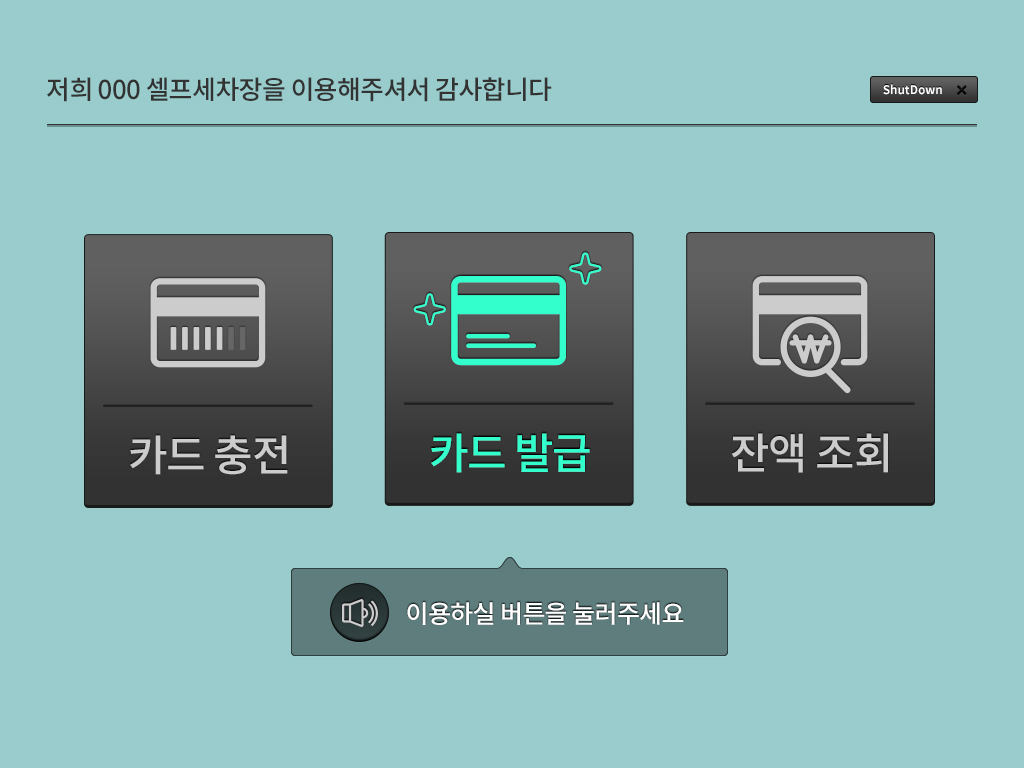 저희 000 셀프세차장을 이용해주셔서 감사합니다
ShutDown ×
카드 충전
카드 발급
잔액 조회
이용하실 버튼을 눌러주세요